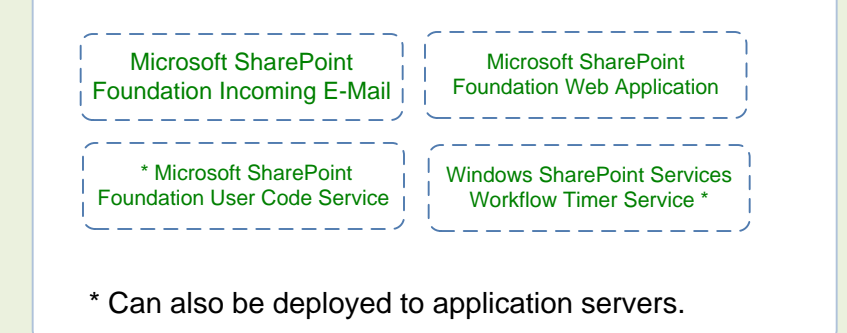 Microsoft SharePoint
Foundation Incoming E-Mail
Microsoft SharePoint
Foundation Web Application
* Microsoft SharePoint
Foundation User Code Service
Windows SharePoint Services
Workflow Timer Service *
* Can also be deployed to application servers.